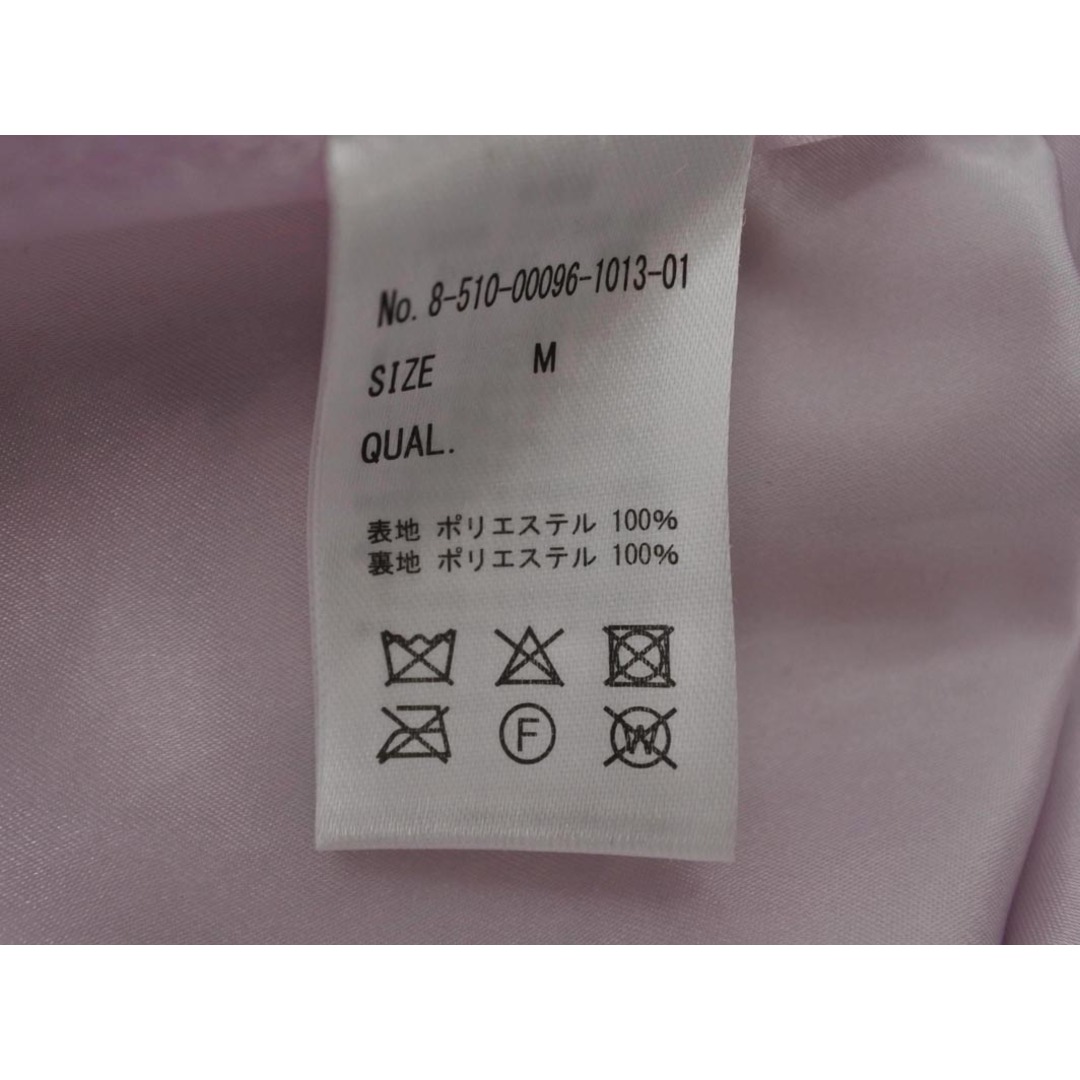 No. 8-510-00096-1013-01
SIZE M
QUAL.
表地 ポリエステル 100%
裏地 ポリエステル 100%
F
W